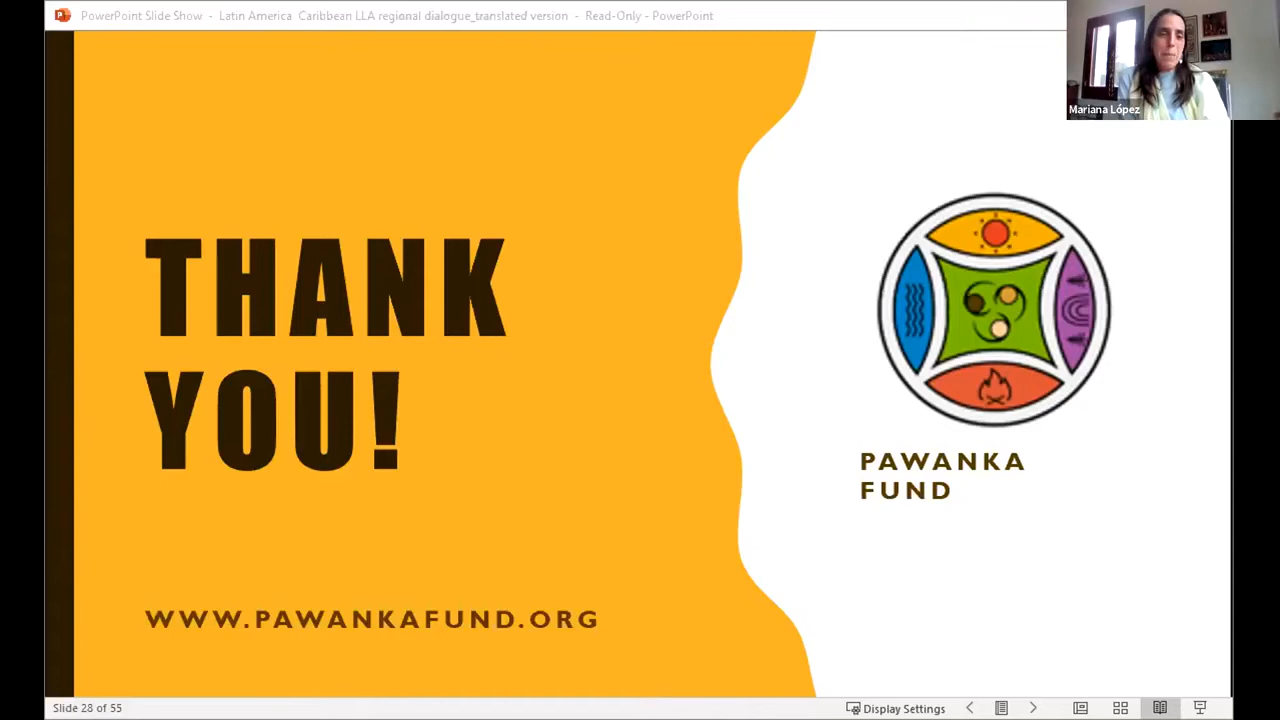 PowerPoint Slide Show - Latin America Caribbean LLA regional dialogue_translated version - Read-Only - PowerPoint
Mariana López
THANK
YOU!
PAWANKA
FUND
WWW.PAWANKAFUND.ORG
Slide 28 of 55
Display Settings